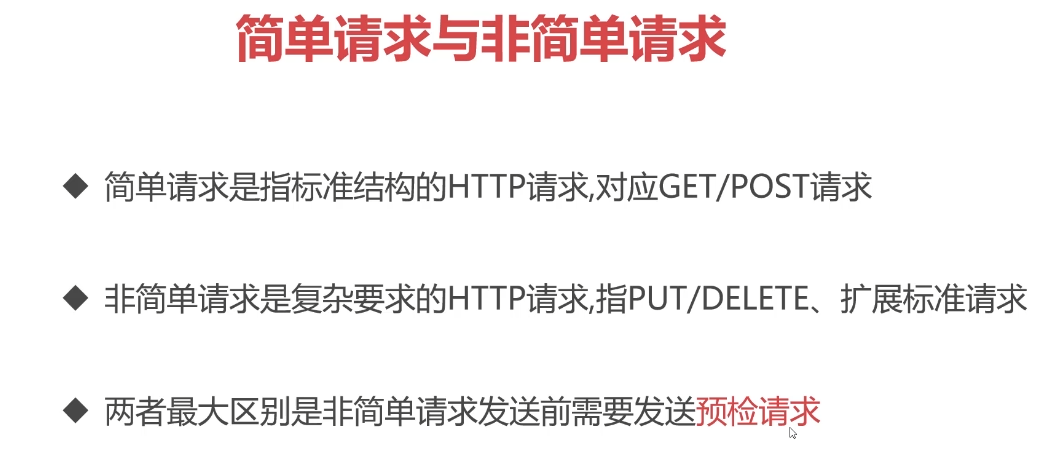 简单请求与非简单请求
◆ 简单请求是指标准结构的HTTP请求,对应GET/POST请求
◆ 非简单请求是复杂要求的HTTP请求,指PUT/DELETE、扩展标准请求
◆ 两者最大区别是非简单请求发送前需要发送预检请求